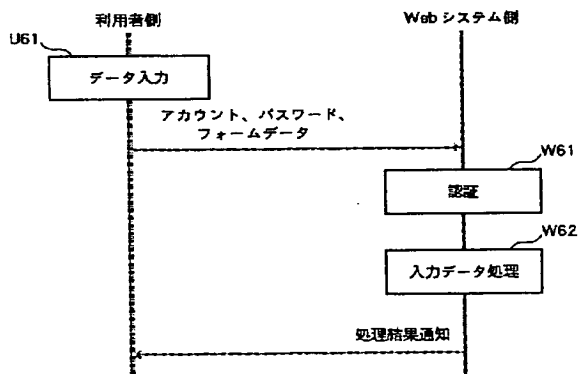 利用者側
Webシステム側
U61
データ入力
アカウント、パスワード、
フォームデータ
W61
認証
W62
入力データ処理
処理結果通知